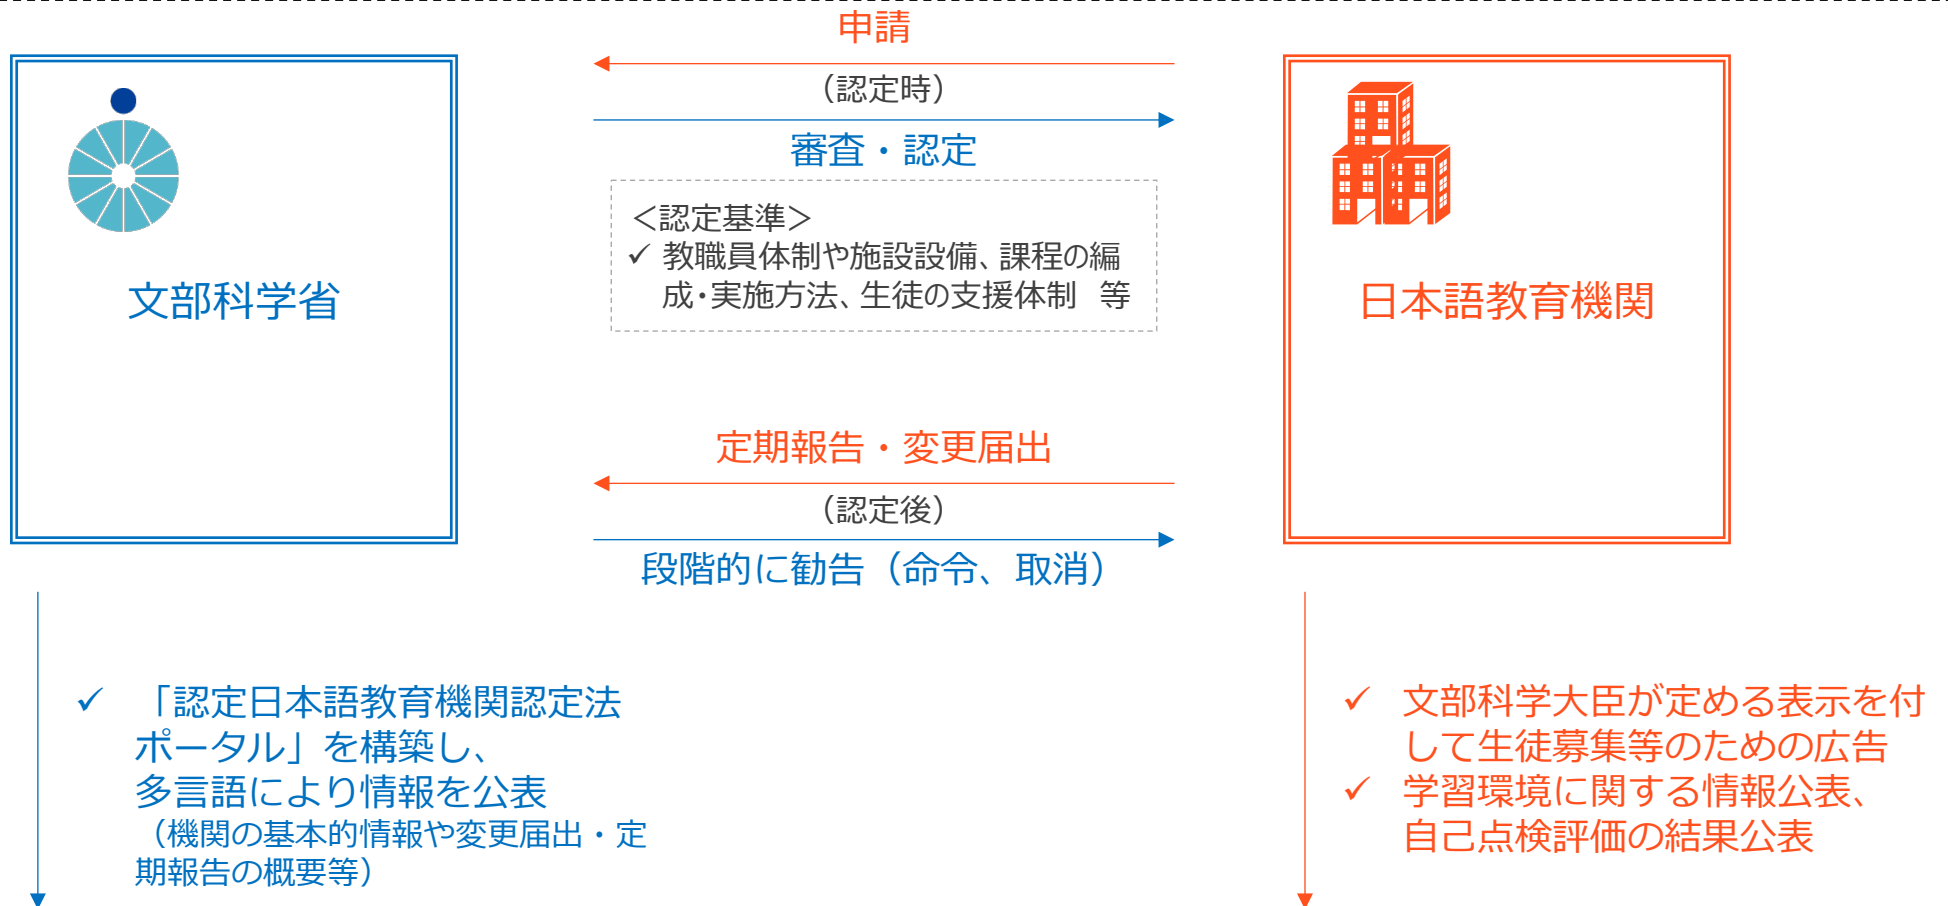 申請
（認定時）
審査・認定
＜認定基準＞
✓ 教職員体制や施設設備、課程の編
成・実施方法、生徒の支援体制　等
文部科学省
日本語教育機関
定期報告・変更届出
（認定後）
段階的に勧告（命令、取消）
✓ 「認定日本語教育機関認定法
ポータル」を構築し、
多言語により情報を公表
（機関の基本的情報や変更届出・定
期報告の概要等）
✓ 文部科学大臣が定める表示を付
して生徒募集等のための広告
✓ 学習環境に関する情報公表、
自己点検評価の結果公表